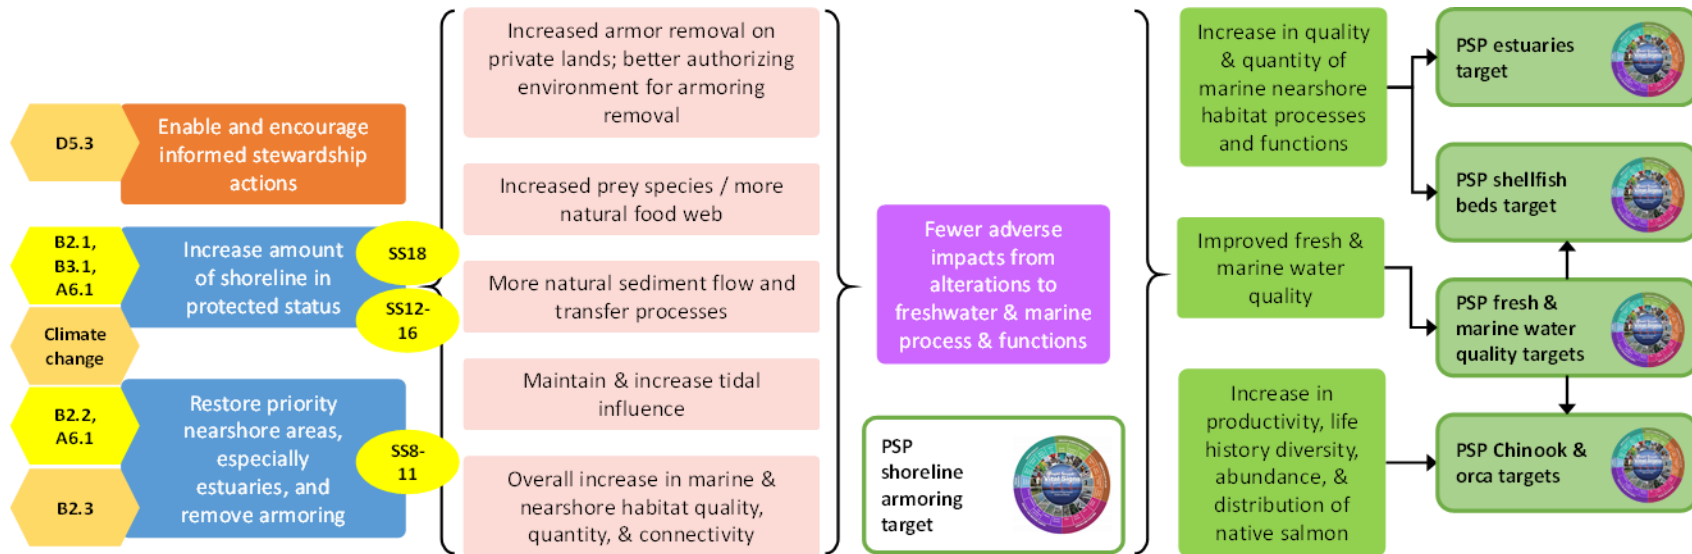 D5.3
Enable and encourage
informed stewardship
actions
B2.1,
B3.1,
A6.1
Increase amount
of shoreline in
protected status
SS18
SS12-
16
Climate
change
B2.2,
A6.1
Restore priority
nearshore areas,
especially
estuaries, and
remove armoring
SS8-
11
B2.3
Increased armor removal on
private lands; better authorizing
environment for armoring
removal
Increased prey species / more
natural food web
More natural sediment flow and
transfer processes
Maintain & increase tidal
influence
Overall increase in marine &
nearshore habitat quality,
quantity, & connectivity
Fewer adverse
impacts from
alterations to
freshwater & marine
process & functions
PSP
shoreline
armoring
target
Increase in quality
& quantity of
marine nearshore
habitat processes
and functions
Improved fresh &
marine water
quality
Increase in
productivity, life
history diversity,
abundance, &
distribution of
native salmon
PSP estuaries
target
PSP shellfish
beds target
PSP fresh &
marine water
quality targets
PSP Chinook &
orca targets